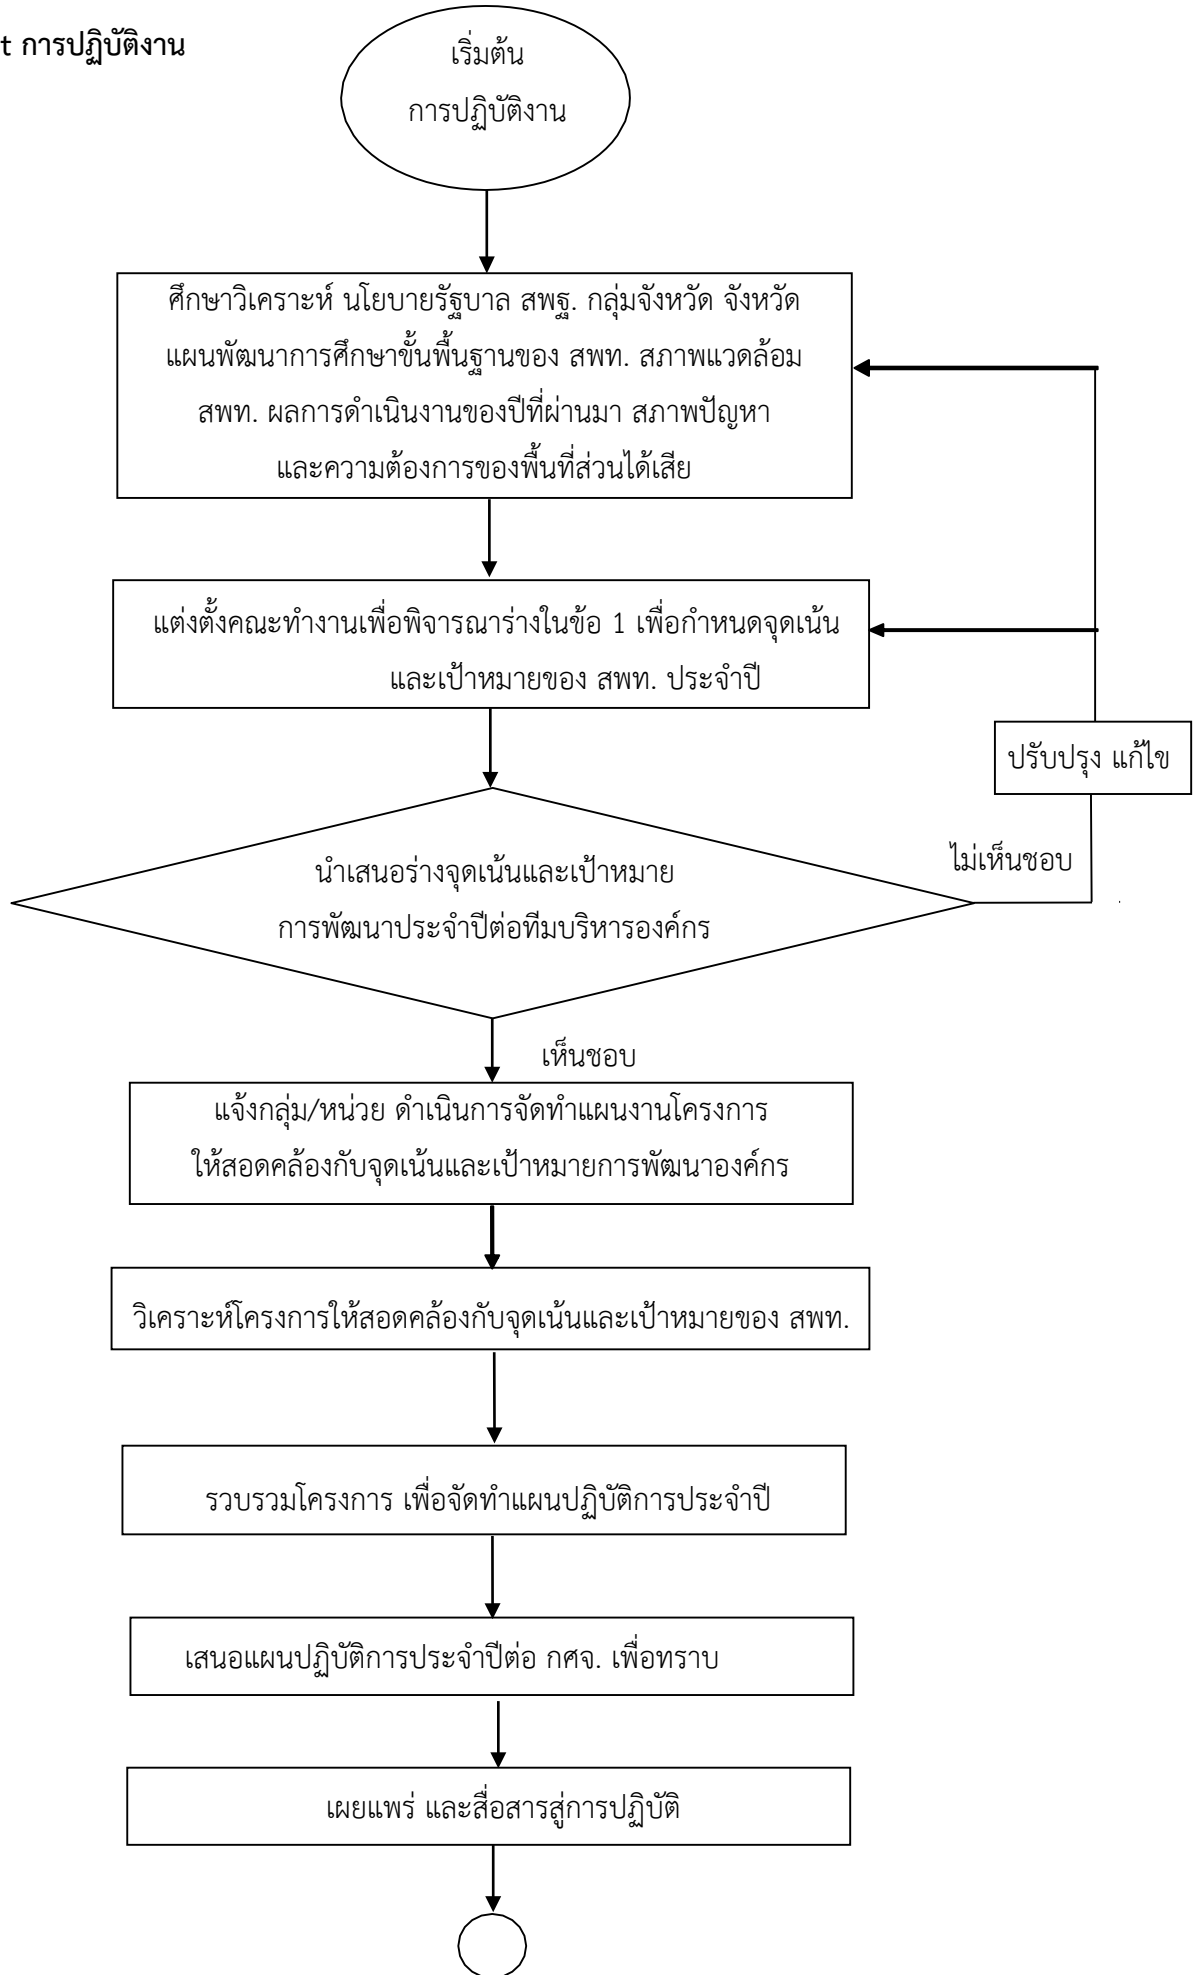 t การปฏิบัติงาน
เริ่มต้น
การปฏิบัติงาน
ศึกษาวิเคราะห์ นโยบายรัฐบาล สพฐ. กลุ่มจังหวัด จังหวัด
แผนพัฒนาการศึกษาขั้นพื้นฐานของ สพท. สภาพแวดล้อม
สพท. ผลการดำเนินงานของปีที่ผ่านมา สภาพปัญหา
และความต้องการของพื้นที่ส่วนได้เสีย
แต่งตั้งคณะทำงานเพื่อพิจารณาร่างในข้อ 1 เพื่อกำหนดจุดเน้น
และเป้าหมายของ สพท. ประจำปี
ปรับปรุง แก้ไข
ไม่เห็นชอบ
นำเสนอร่างจุดเน้นและเป้าหมาย
การพัฒนาประจำปีต่อทีมบริหารองค์กร
เห็นชอบ
แจ้งกลุ่ม/หน่วย ดำเนินการจัดทำแผนงานโครงการ
ให้สอดคล้องกับจุดเน้นและเป้าหมายการพัฒนาองค์กร
วิเคราะห์โครงการให้สอดคล้องกับจุดเน้นและเป้าหมายของ สพท.
รวบรวมโครงการ เพื่อจัดทำแผนปฏิบัติการประจำปี
เสนอแผนปฏิบัติการประจำปีต่อ กศจ. เพื่อทราบ
เผยแพร่ และสื่อสารสู่การปฏิบัติ